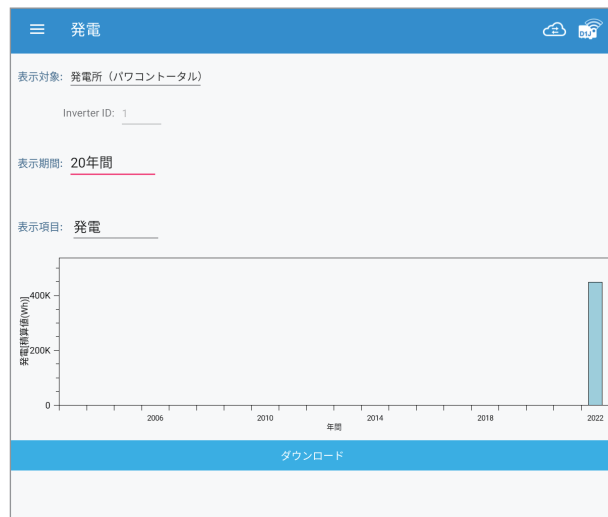 発電
D1J
表示対象: 発電所（パワコントータル）
Inverter ID: 1
表示期間: 20年間
表示項目: 発電
発電[積算値(Wh)]
400K
200K
0
2006 2010 2014 2018 2022
年間
ダウンロード